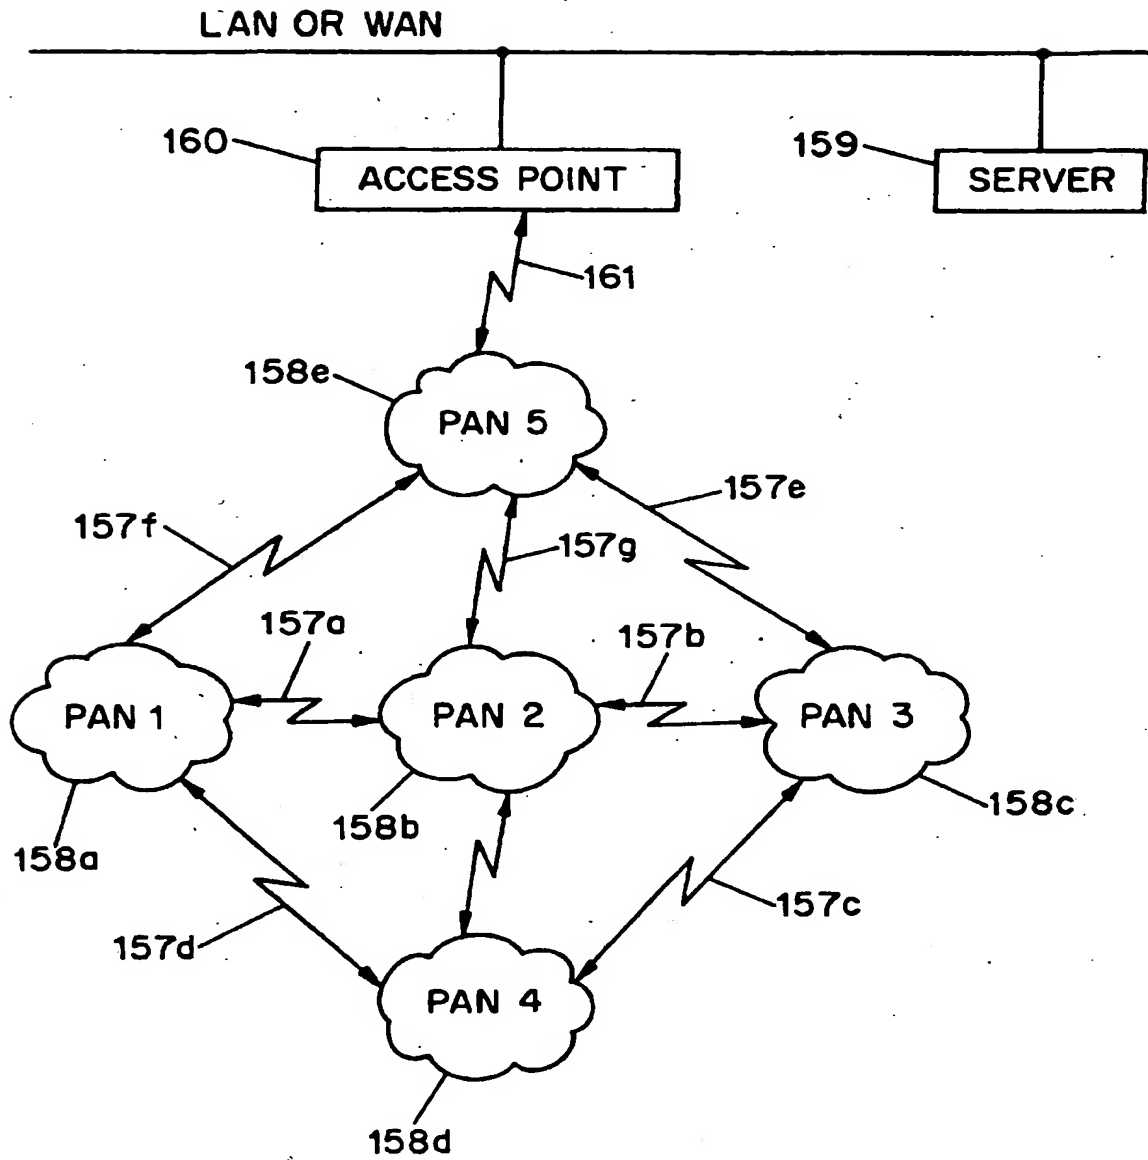 LAN OR WAN
160
ACCESS POINT
159
SERVER
161
158e
PAN 5
157e
157f
157g
157a
157b
PAN 1
PAN 2
PAN 3
158a
158b
158c
157d
157c
PAN 4
158d